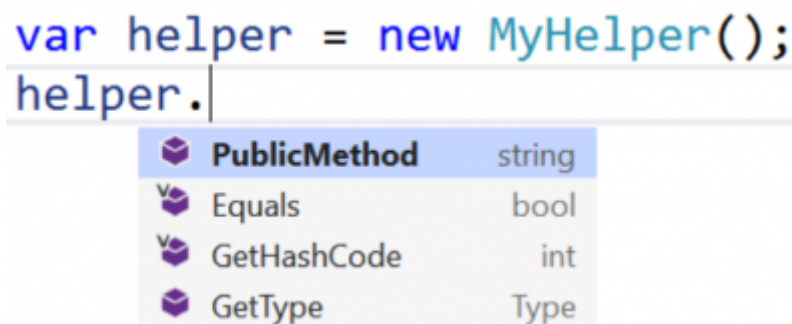 var helper = new MyHelper();
helper.
PublicMethod string
V Equals bool
V GetHashCode int
GetType Type